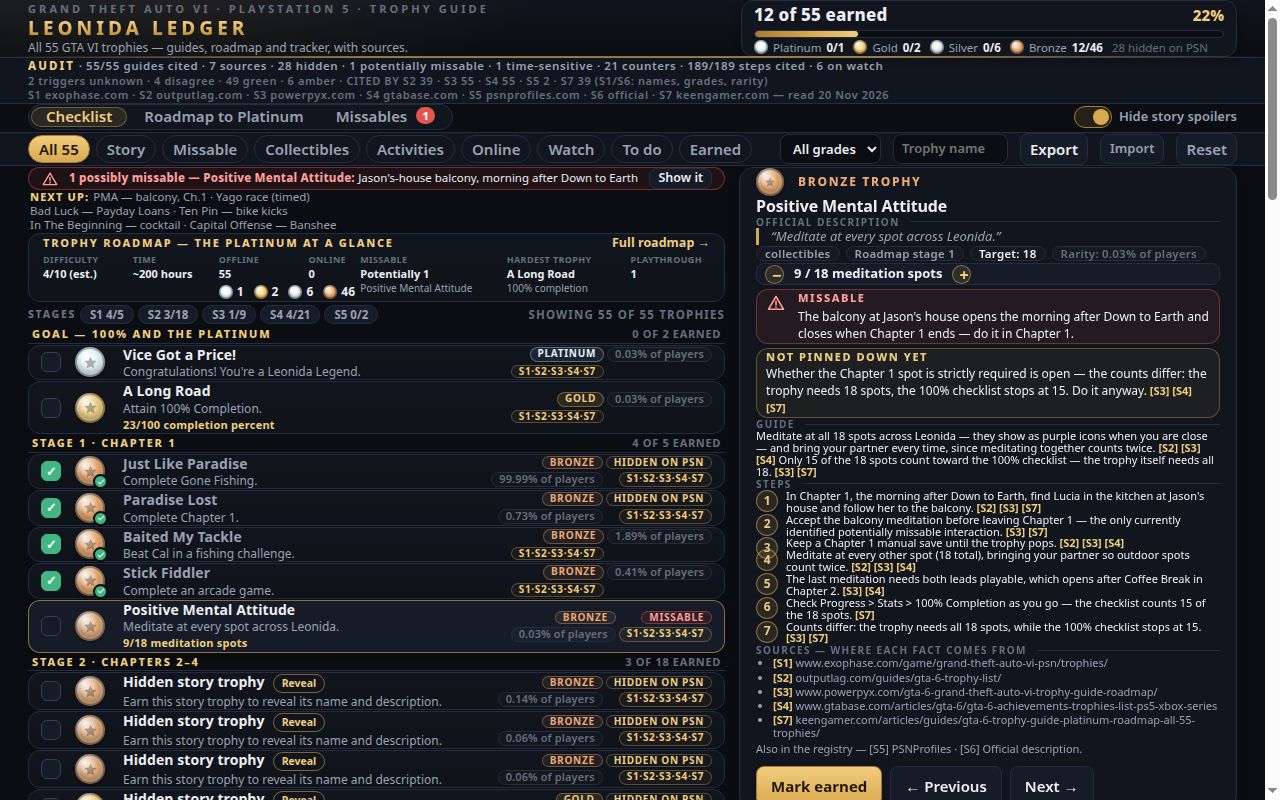 GRAND THEFT AUTO VI · PLAYSTATION 5 · TROPHY GUIDE
LEONIDA LEDGER
All 55 GTA VI trophies — guides, roadmap and tracker, with sources.
12 of 55 earned
22%
Platinum 0/1 Gold 0/2 Silver 0/6 Bronze 12/46 28 hidden on PSN
AUDIT · 55/55 guides cited · 7 sources · 28 hidden · 1 potentially missable · 1 time-sensitive · 21 counters · 189/189 steps cited · 6 on watch
2 triggers unknown · 4 disagree · 49 green · 6 amber · CITED BY S2 39 · S3 55 · S4 55 · S5 2 · S7 39 (S1/S6: names, grades, rarity)
S1 exophase.com · S2 outputlag.com · S3 powerpyx.com · S4 gtabase.com · S5 psnprofiles.com · S6 official · S7 keengamer.com — read 20 Nov 2026
Checklist Roadmap to Platinum Missables 1
Hide story spoilers
All 55 Story Missable Collectibles Activities Online Watch To do Earned
All grades Trophy name Export Import Reset
1 possibly missable — Positive Mental Attitude: Jason's-house balcony, morning after Down to Earth Show it
NEXT UP: PMA — balcony, Ch.1 · Yago race (timed)
Bad Luck — Payday Loans · Ten Pin — bike kicks
In The Beginning — cocktail · Capital Offense — Banshee
TROPHY ROADMAP — THE PLATINUM AT A GLANCE
Full roadmap →
DIFFICULTY TIME OFFLINE ONLINE MISSABLE HARDEST TROPHY PLAYTHROUGH
4/10 (est.) ~200 hours 55 0 Potentially 1 A Long Road 1
1 2 6 46 Positive Mental Attitude 100% completion
STAGES S1 4/5 S2 3/18 S3 1/9 S4 4/21 S5 0/2
SHOWING 55 OF 55 TROPHIES
GOAL — 100% AND THE PLATINUM
0 OF 2 EARNED
Vice Got a Price!
PLATINUM 0.03% of players
Congratulations! You're a Leonida Legend.
S1·S2·S3·S4·S7
A Long Road
GOLD 0.03% of players
Attain 100% Completion.
S1·S2·S3·S4·S7
23/100 completion percent
STAGE 1 · CHAPTER 1
4 OF 5 EARNED
Just Like Paradise
BRONZE HIDDEN ON PSN
Complete Gone Fishing.
99.99% of players S1·S2·S3·S4·S7
Paradise Lost
BRONZE HIDDEN ON PSN
Complete Chapter 1.
0.73% of players S1·S2·S3·S4·S7
Baited My Tackle
BRONZE 1.89% of players
Beat Cal in a fishing challenge.
S1·S2·S3·S4·S7
Stick Fiddler
BRONZE 0.41% of players
Complete an arcade game.
S1·S2·S3·S4·S7
Positive Mental Attitude
BRONZE MISSABLE
Meditate at every spot across Leonida.
0.03% of players S1·S2·S3·S4·S7
9/18 meditation spots
STAGE 2 · CHAPTERS 2–4
3 OF 18 EARNED
Hidden story trophy Reveal
BRONZE HIDDEN ON PSN
Earn this story trophy to reveal its name and description.
0.14% of players S1·S2·S3·S4·S7
Hidden story trophy Reveal
BRONZE HIDDEN ON PSN
Earn this story trophy to reveal its name and description.
0.06% of players S1·S2·S3·S4·S7
Hidden story trophy Reveal
BRONZE HIDDEN ON PSN
Earn this story trophy to reveal its name and description.
0.06% of players S1·S2·S3·S4·S7
Hidden story trophy Reveal
GOLD HIDDEN ON PSN
BRONZE TROPHY
Positive Mental Attitude
OFFICIAL DESCRIPTION
“Meditate at every spot across Leonida.”
collectibles Roadmap stage 1 Target: 18 Rarity: 0.03% of players
− 9 / 18 meditation spots +
MISSABLE
The balcony at Jason's house opens the morning after Down to Earth and
closes when Chapter 1 ends — do it in Chapter 1.
NOT PINNED DOWN YET
Whether the Chapter 1 spot is strictly required is open — the counts differ: the
trophy needs 18 spots, the 100% checklist stops at 15. Do it anyway. [S3] [S4]
[S7]
GUIDE
Meditate at all 18 spots across Leonida — they show as purple icons when you are close
— and bring your partner every time, since meditating together counts twice. [S2] [S3]
[S4] Only 15 of the 18 spots count toward the 100% checklist — the trophy itself needs all
18. [S3] [S7]
STEPS
1 In Chapter 1, the morning after Down to Earth, find Lucia in the kitchen at Jason's
house and follow her to the balcony. [S2] [S3] [S7]
2 Accept the balcony meditation before leaving Chapter 1 — the only currently
identified potentially missable interaction. [S3] [S7]
3 Keep a Chapter 1 manual save until the trophy pops. [S2] [S3] [S4]
4 Meditate at every other spot (18 total), bringing your partner so outdoor spots
count twice. [S2] [S3] [S4]
5 The last meditation needs both leads playable, which opens after Coffee Break in
Chapter 2. [S3] [S4]
6 Check Progress > Stats > 100% Completion as you go — the checklist counts 15 of
the 18 spots. [S7]
7 Counts differ: the trophy needs all 18 spots, while the 100% checklist stops at 15.
[S3] [S7]
SOURCES — WHERE EACH FACT COMES FROM
• [S1] www.exophase.com/game/grand-theft-auto-vi-psn/trophies/
• [S2] outputlag.com/guides/gta-6-trophy-list/
• [S3] www.powerpyx.com/gta-6-grand-theft-auto-vi-trophy-guide-roadmap/
• [S4] www.gtabase.com/articles/gta-6/gta-6-achievements-trophies-list-ps5-xbox-series
• [S7] keengamer.com/articles/guides/gta-6-trophy-guide-platinum-roadmap-all-55-
trophies/
Also in the registry — [S5] PSNProfiles · [S6] Official description.
Mark earned ← Previous Next →